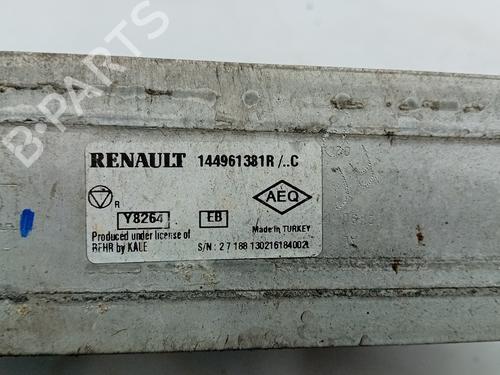 B-PARTS
RENAULT 144961381R /..C
R
Y8264 EB AEQ
Produced under license of Made in TURKEY
BEHR by KALE S/N : 2 7 188 130216184002t